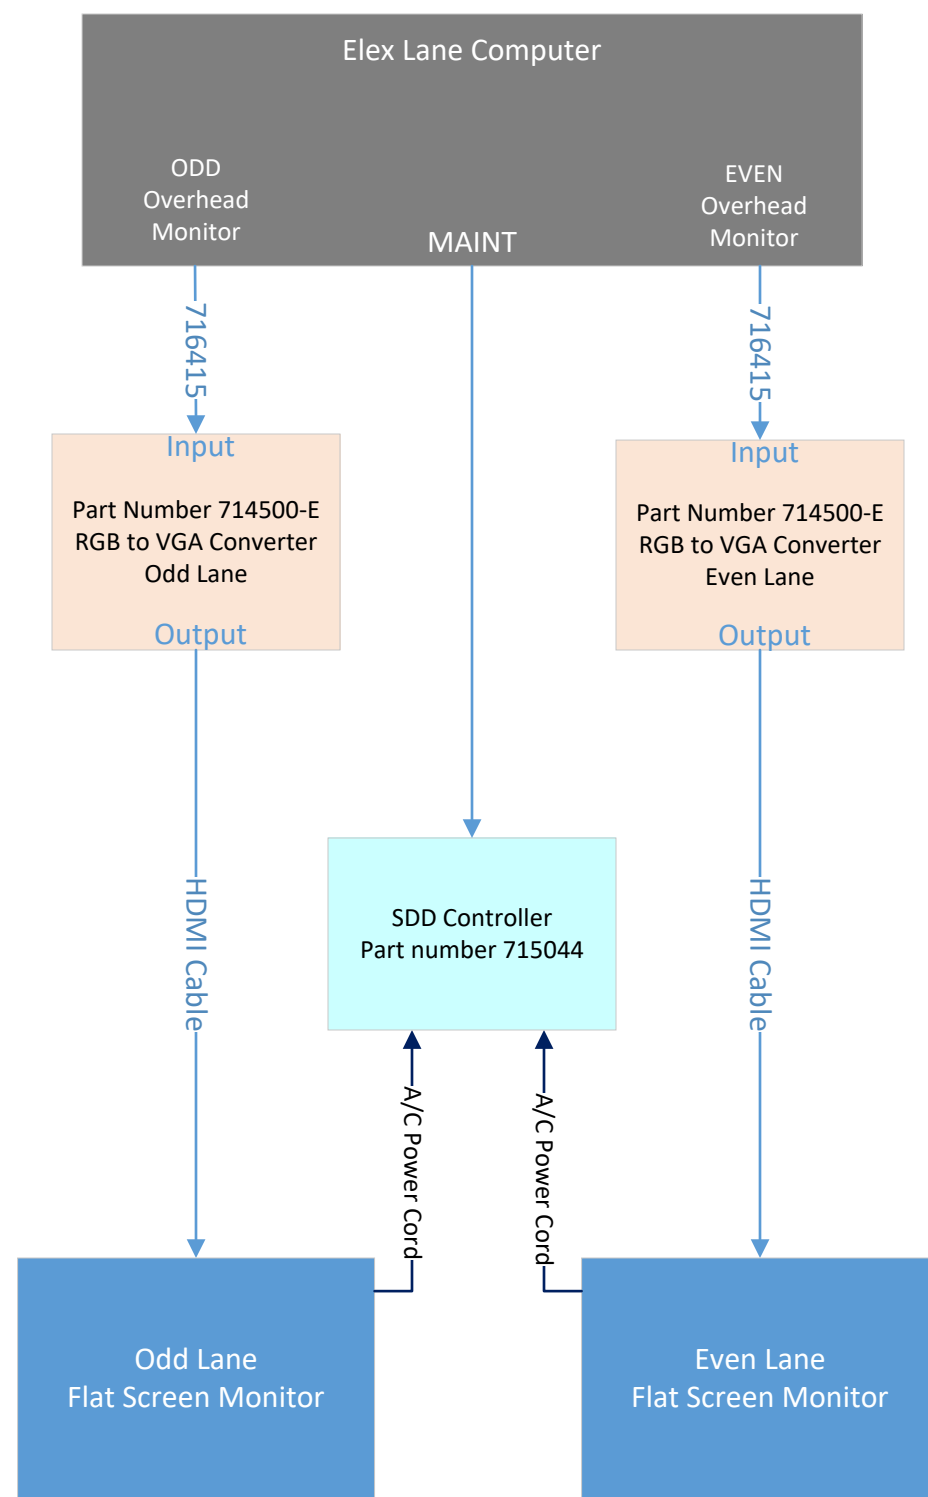 Elex Lane Computer
ODD
Overhead
Monitor
MAINT
EVEN
Overhead
Monitor
716415
716415
Input
Part Number 714500-E
RGB to VGA Converter
Odd Lane
Output
Input
Part Number 714500-E
RGB to VGA Converter
Even Lane
Output
HDMI Cable
SDD Controller
Part number 715044
HDMI Cable
A/C Power Cord
A/C Power Cord
Odd Lane
Flat Screen Monitor
Even Lane
Flat Screen Monitor